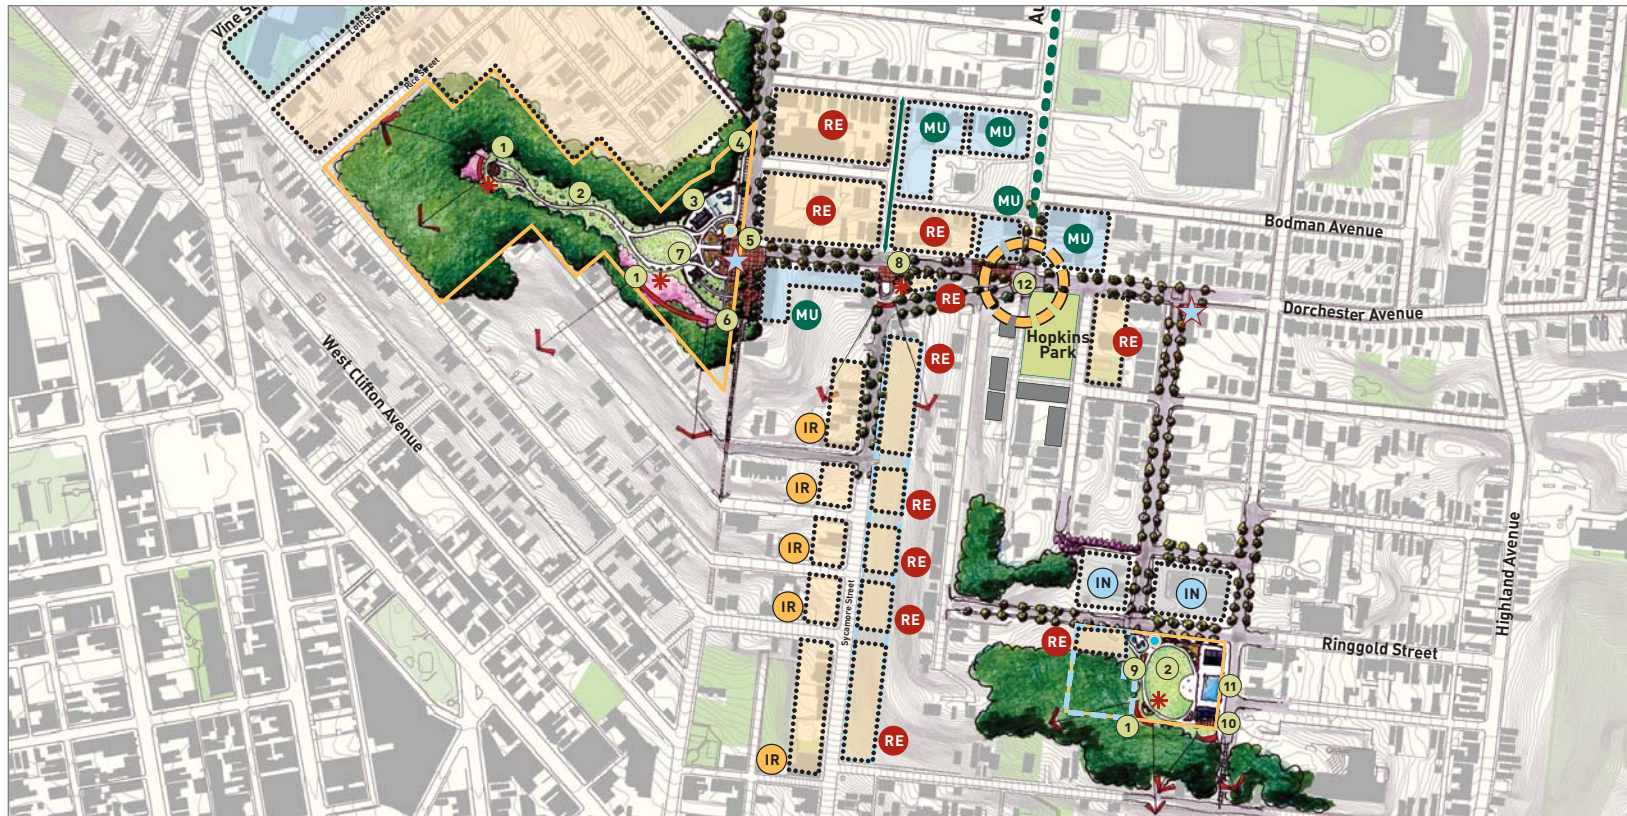 Vine St
Loth Street
Rice Street
Au
RE
MU
MU
1
4
2
3
RE
MU
RE
MU
Bodman Avenue
5
7
8
1
12
RE
Dorchester Avenue
6
MU
Hopkins
Park
RE
RE
West Clifton Avenue
IR
IR
RE
IR
RE
Highland Avenue
IN
IN
IR
Sycamore Street
RE
RE
Ringgold Street
9
2
11
1
10
RE
IR